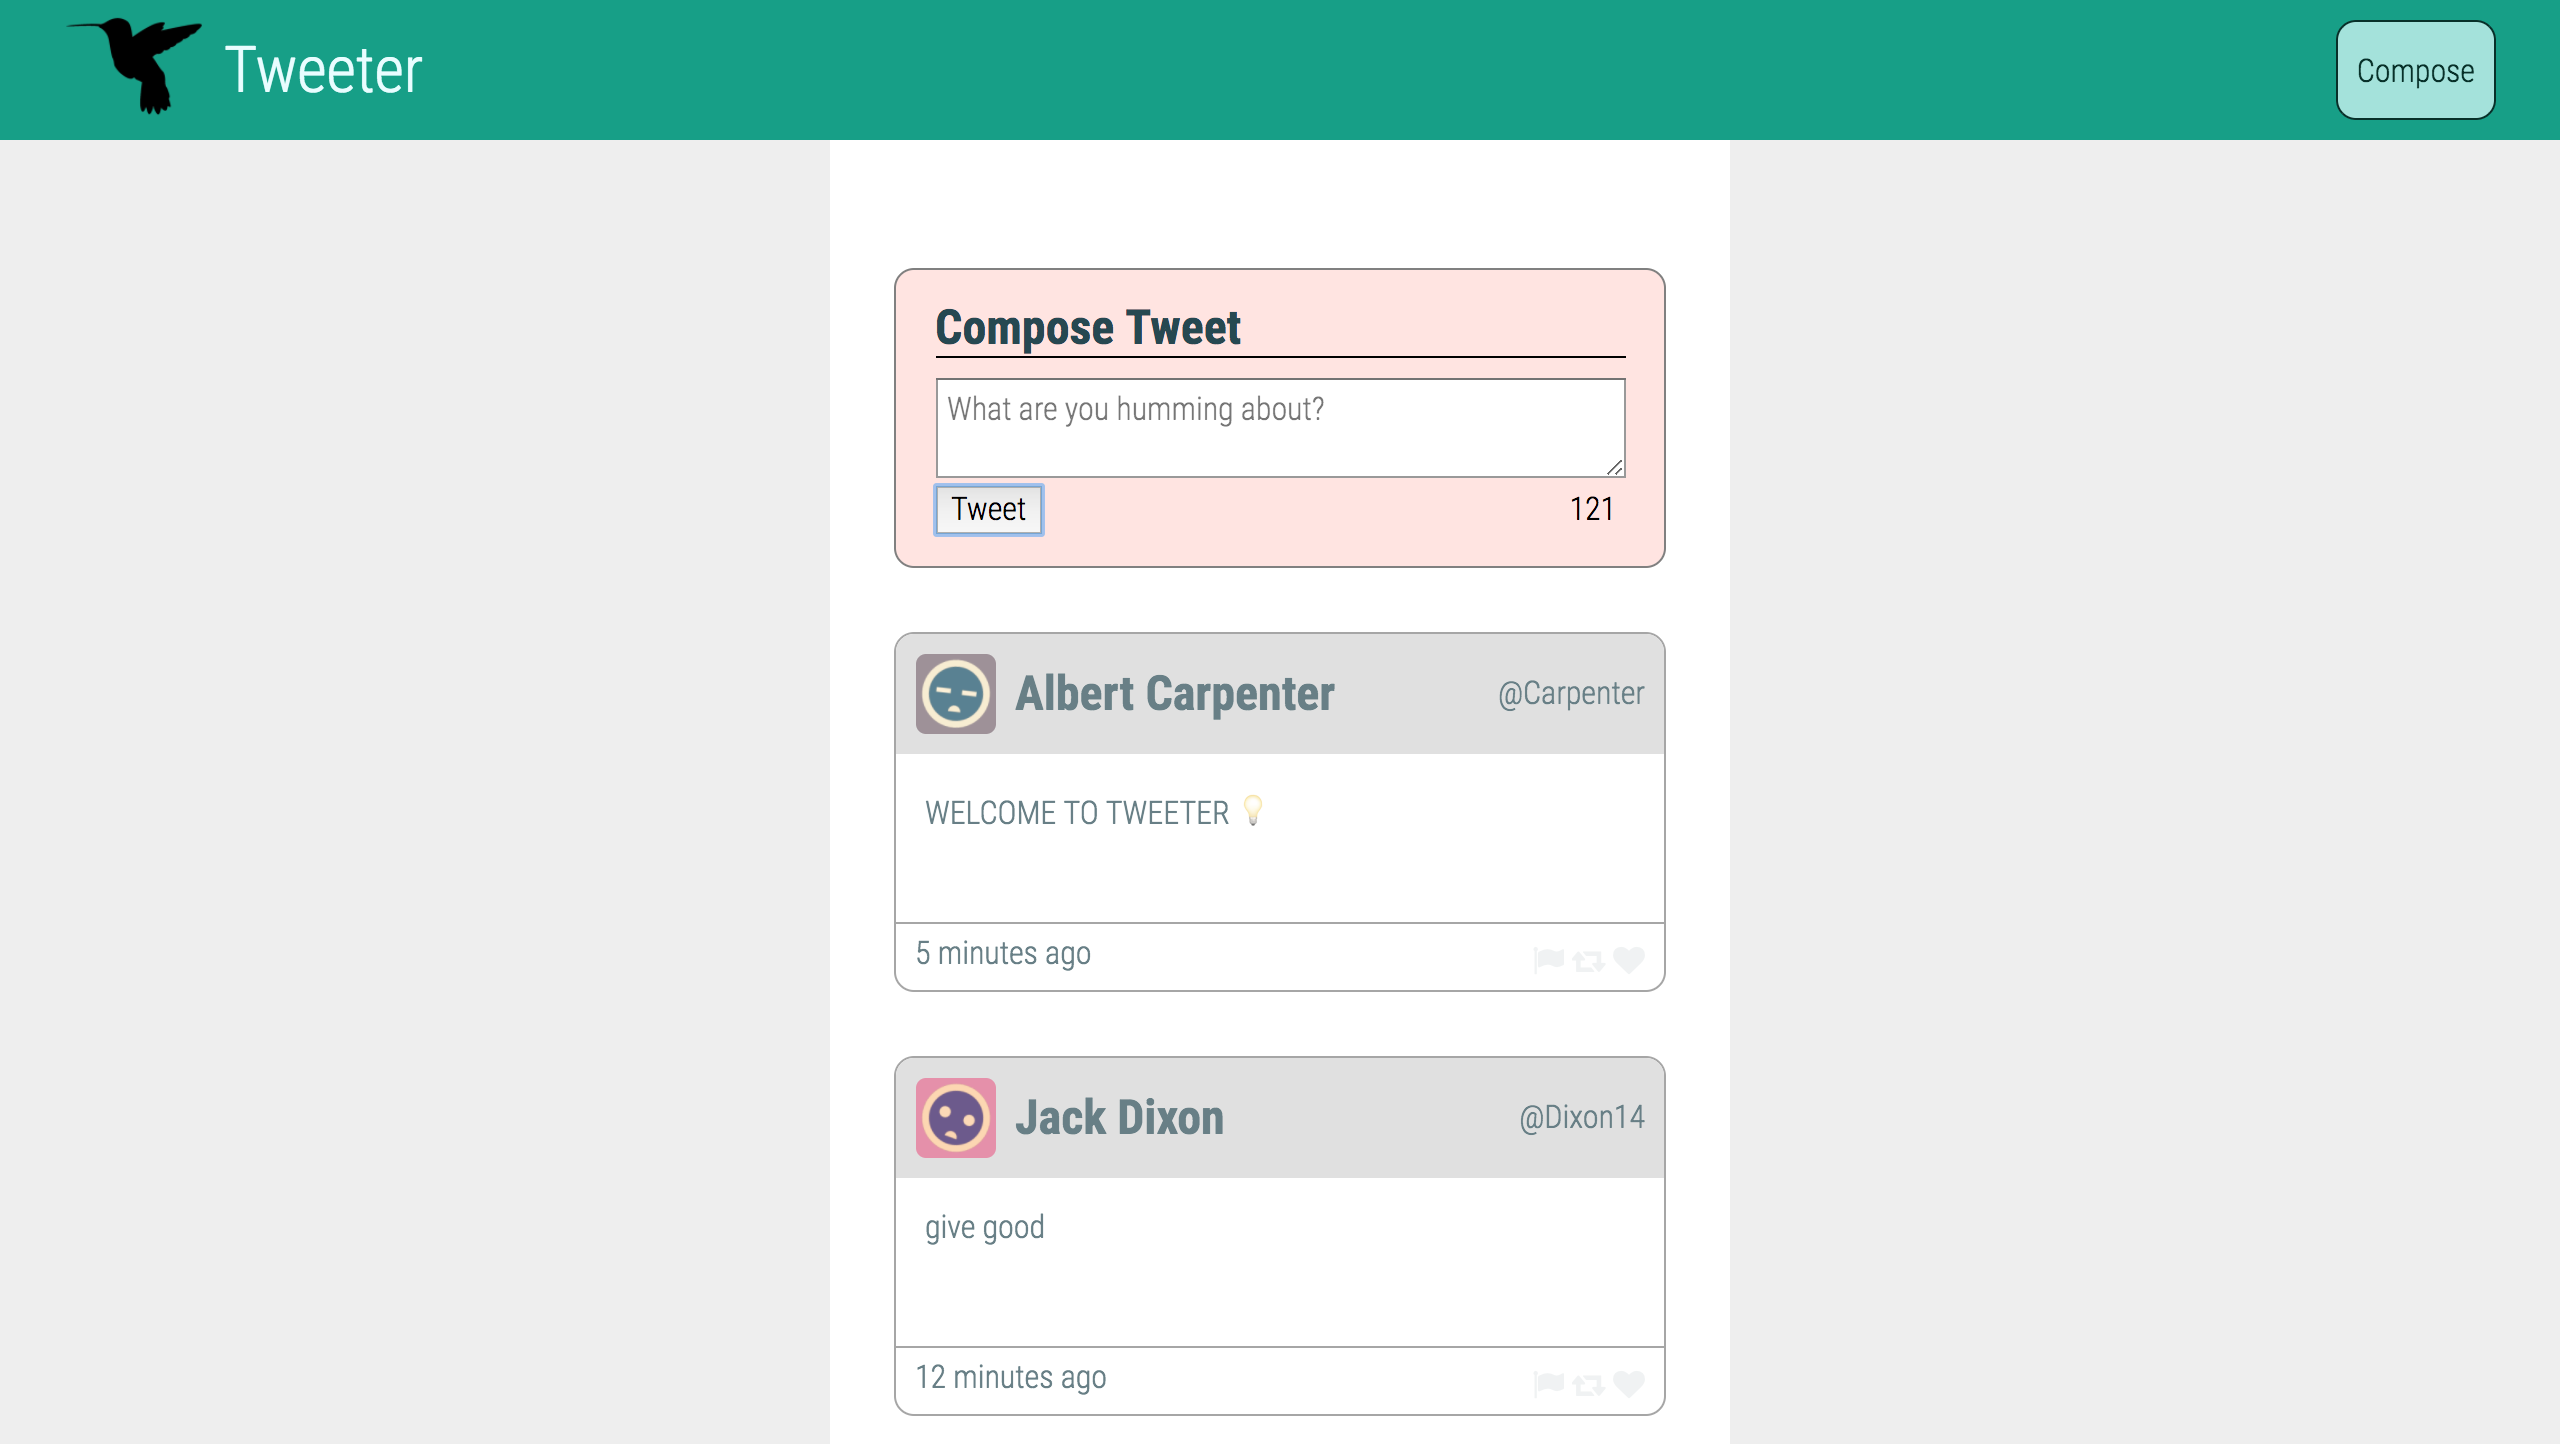 Tweeter
Compose
Compose Tweet
What are you humming about?
Tweet
121
Albert Carpenter
@Carpenter
WELCOME TO TWEETER 💡
5 minutes ago
Jack Dixon
@Dixon14
give good
12 minutes ago